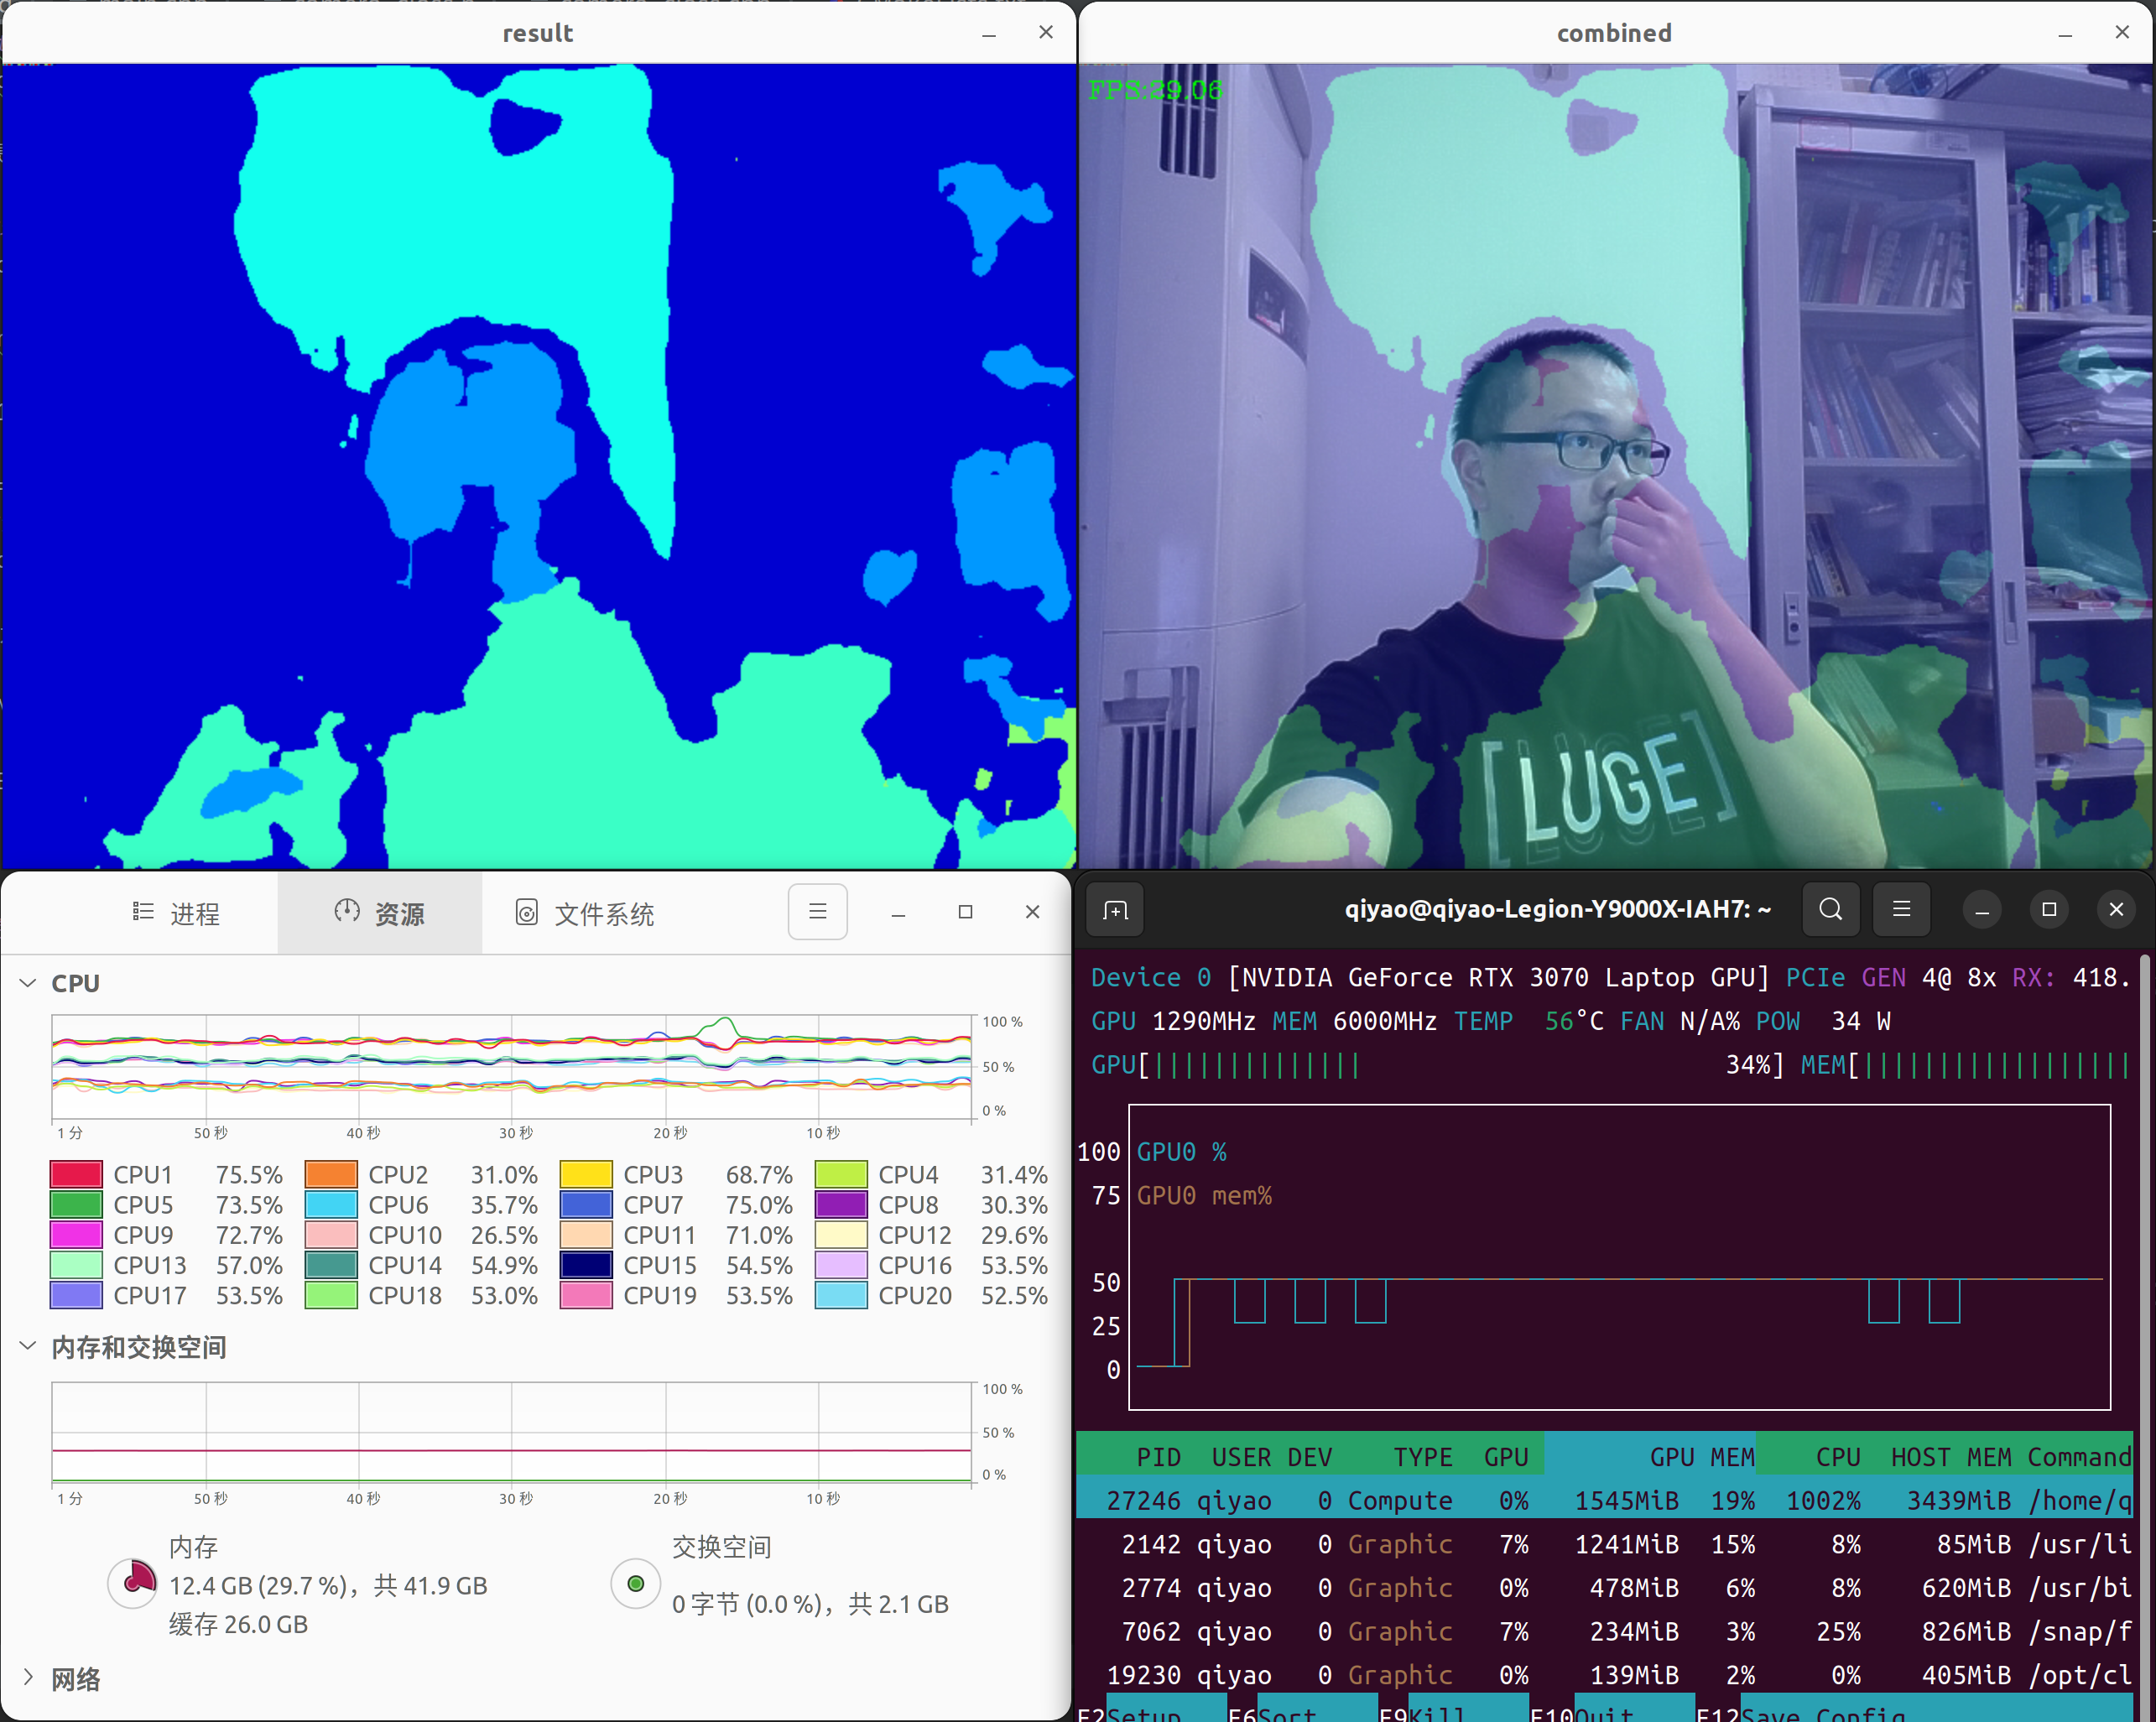 result
combined
FPS:29.06
[LUGE]
进程 资源 文件系统
CPU
100 %
50 %
0 %
1 分 50 秒 40 秒 30 秒 20 秒 10 秒
CPU1 75.5% CPU2 31.0% CPU3 68.7% CPU4 31.4%
CPU5 73.5% CPU6 35.7% CPU7 75.0% CPU8 30.3%
CPU9 72.7% CPU10 26.5% CPU11 71.0% CPU12 29.6%
CPU13 57.0% CPU14 54.9% CPU15 54.5% CPU16 53.5%
CPU17 53.5% CPU18 53.0% CPU19 53.5% CPU20 52.5%
内存和交换空间
100 %
50 %
0 %
1 分 50 秒 40 秒 30 秒 20 秒 10 秒
内存
12.4 GB (29.7 %)，共 41.9 GB
缓存 26.0 GB
交换空间
0 字节 (0.0 %)，共 2.1 GB
网络
qiyao@qiyao-Legion-Y9000X-IAH7: ~
Device 0 [NVIDIA GeForce RTX 3070 Laptop GPU] PCIe GEN 4@ 8x RX: 418.
GPU 1290MHz MEM 6000MHz TEMP 56°C FAN N/A% POW 34 W
GPU[|||||||||||||| 34%] MEM[||||||||||||||||||
100 GPU0 %
75 GPU0 mem%
50
25
0
PID USER DEV TYPE GPU GPU MEM CPU HOST MEM Command
27246 qiyao 0 Compute 0% 1545MiB 19% 1002% 3439MiB /home/q
2142 qiyao 0 Graphic 7% 1241MiB 15% 8% 85MiB /usr/li
2774 qiyao 0 Graphic 0% 478MiB 6% 8% 620MiB /usr/bi
7062 qiyao 0 Graphic 7% 234MiB 3% 25% 826MiB /snap/f
19230 qiyao 0 Graphic 0% 139MiB 2% 0% 405MiB /opt/cl
F2Setup F6Sort F9Kill F10Quit F12Save Config